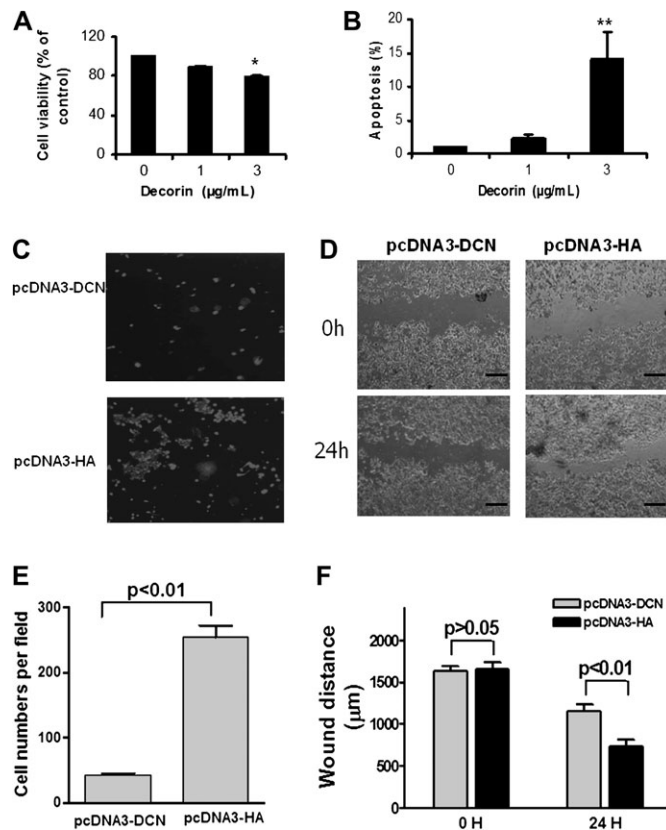 A
Cell viability (% of
control)
120
80
40
0
*
0 1 3
Decorin (µg/mL)
B
Apoptosis (%)
20
15
10
5
0
**
0 1 3
Decorin (µg/mL)
C
pcDNA3-DCN
pcDNA3-HA
D
pcDNA3-DCN pcDNA3-HA
0h
24h
E
Cell numbers per field
300
200
100
0
p<0.01
pcDNA3-DCN pcDNA3-HA
F
pcDNA3-DCN
pcDNA3-HA
Wound distance
(µm)
2000
1500
1000
500
0
p>0.05
p<0.01
0 H 24 H